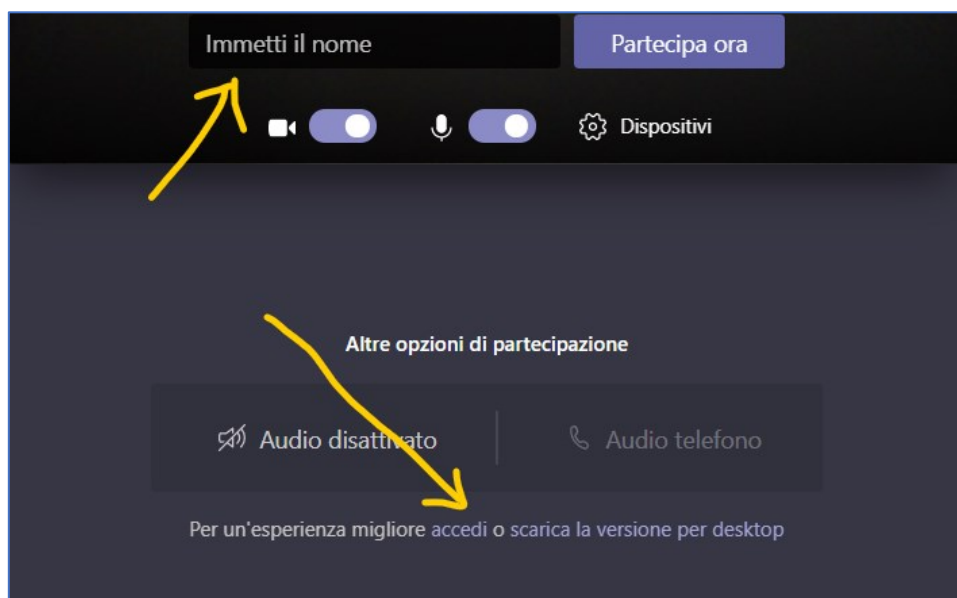 Immetti il nome
Partecipa ora
Dispositivi
Altre opzioni di partecipazione
Audio disattivato
Audio telefono
Per un'esperienza migliore accedi o scarica la versione per desktop